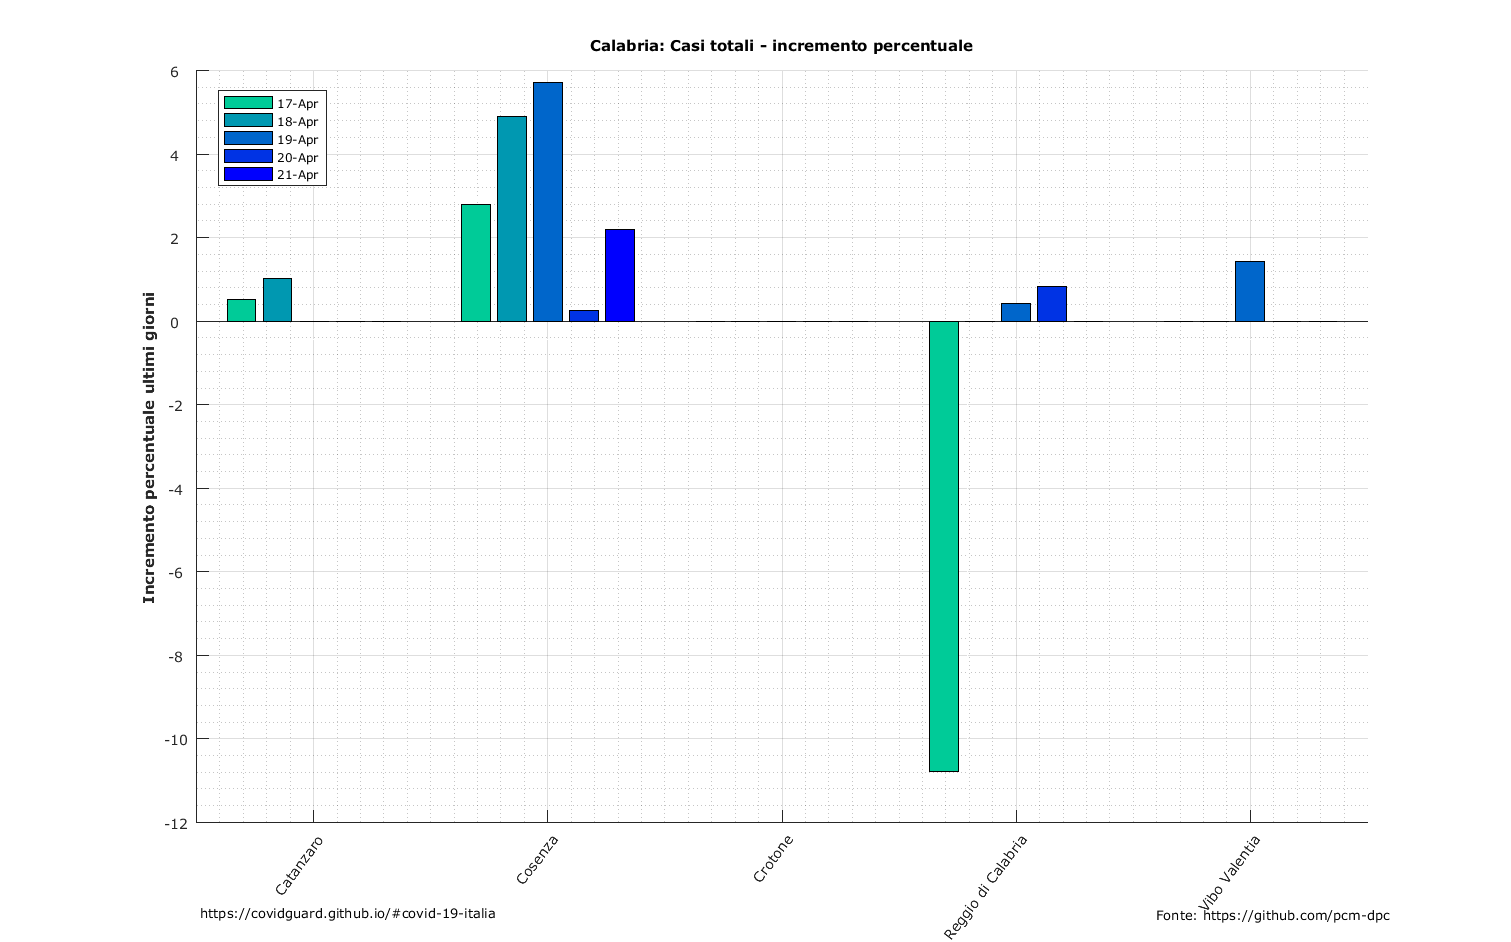 Calabria: Casi totali - incremento percentuale
6
4
2
0
-2
-4
-6
-8
-10
-12
Incremento percentuale ultimi giorni
17-Apr
18-Apr
19-Apr
20-Apr
21-Apr
Catanzaro
Cosenza
Crotone
Reggio di Calabria
Vibo Valentia
https://covidguard.github.io/#covid-19-italia
Fonte: https://github.com/pcm-dpc